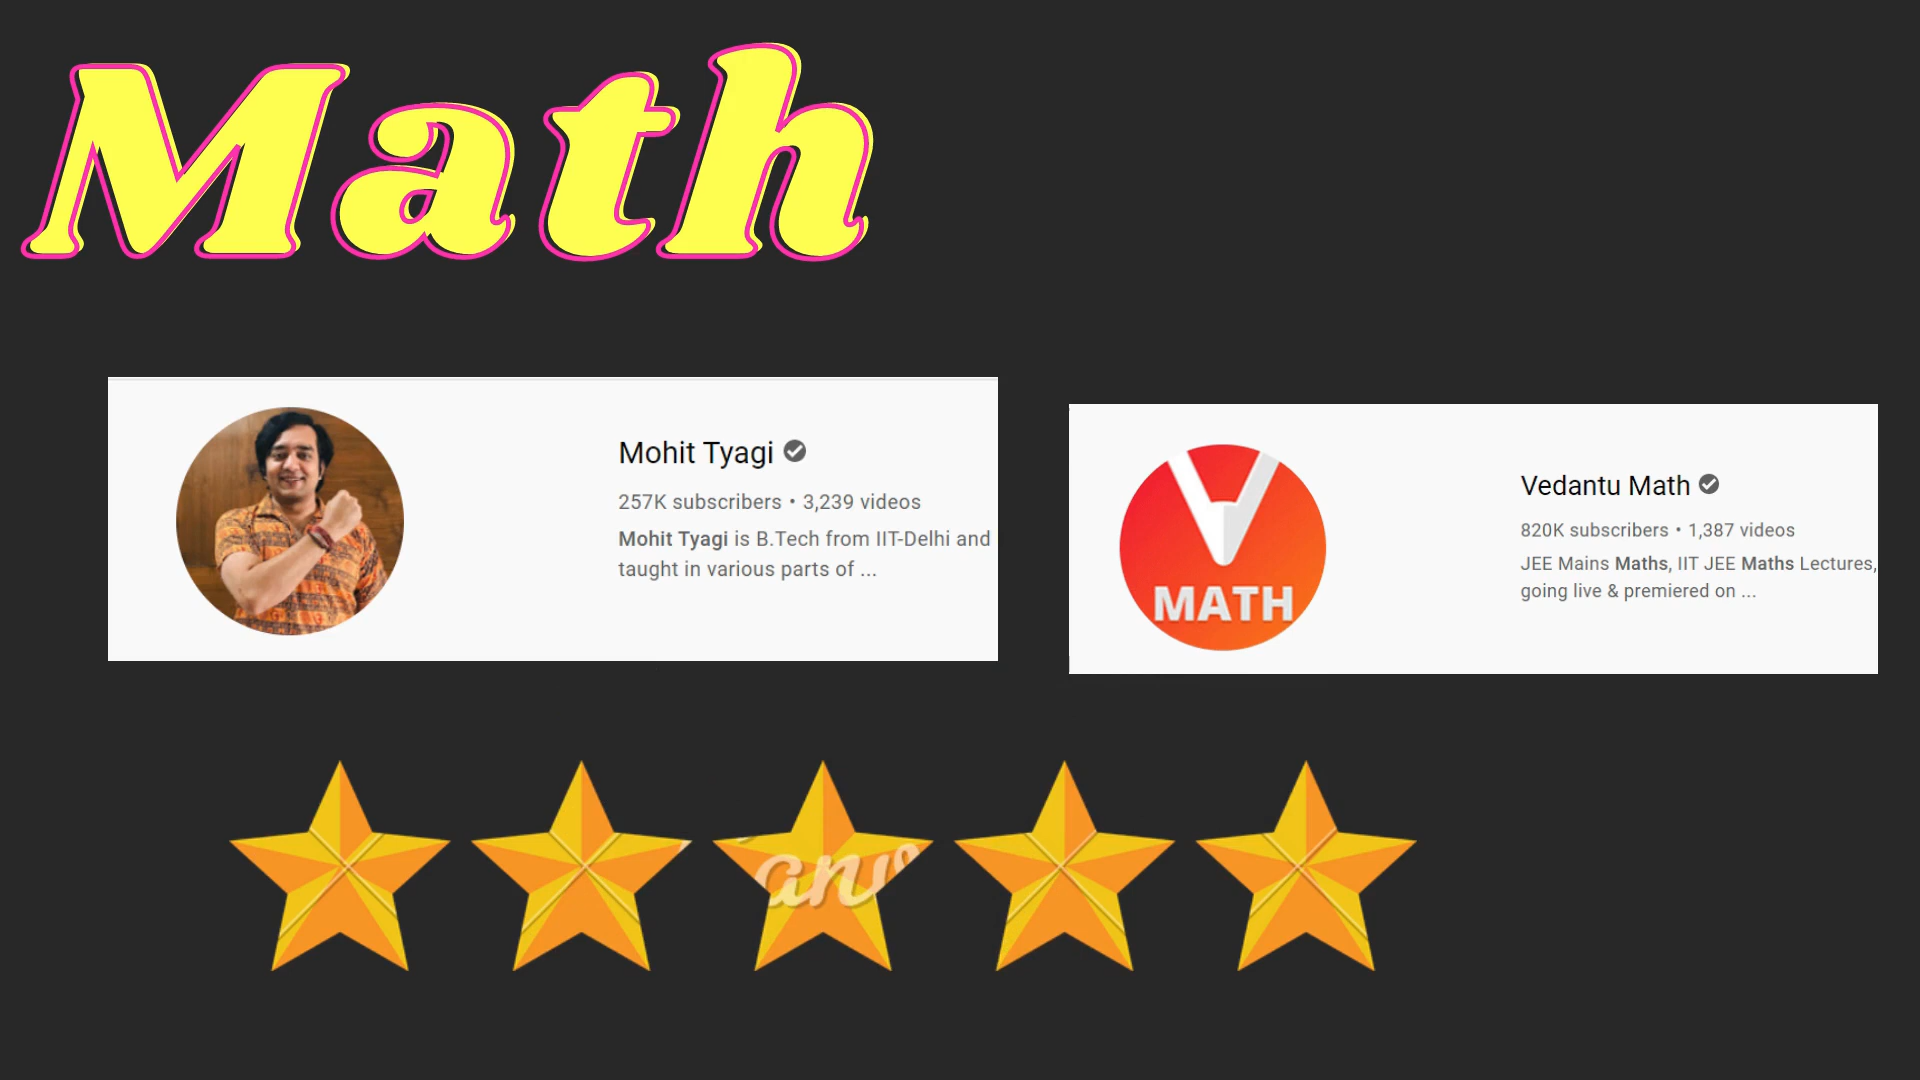 Math
Mohit Tyagi
257K subscribers • 3,239 videos
Mohit Tyagi is B.Tech from IIT-Delhi and
taught in various parts of ...
Vedantu Math
820K subscribers • 1,387 videos
JEE Mains Maths, IIT JEE Maths Lectures,
going live & premiered on ...
MATH